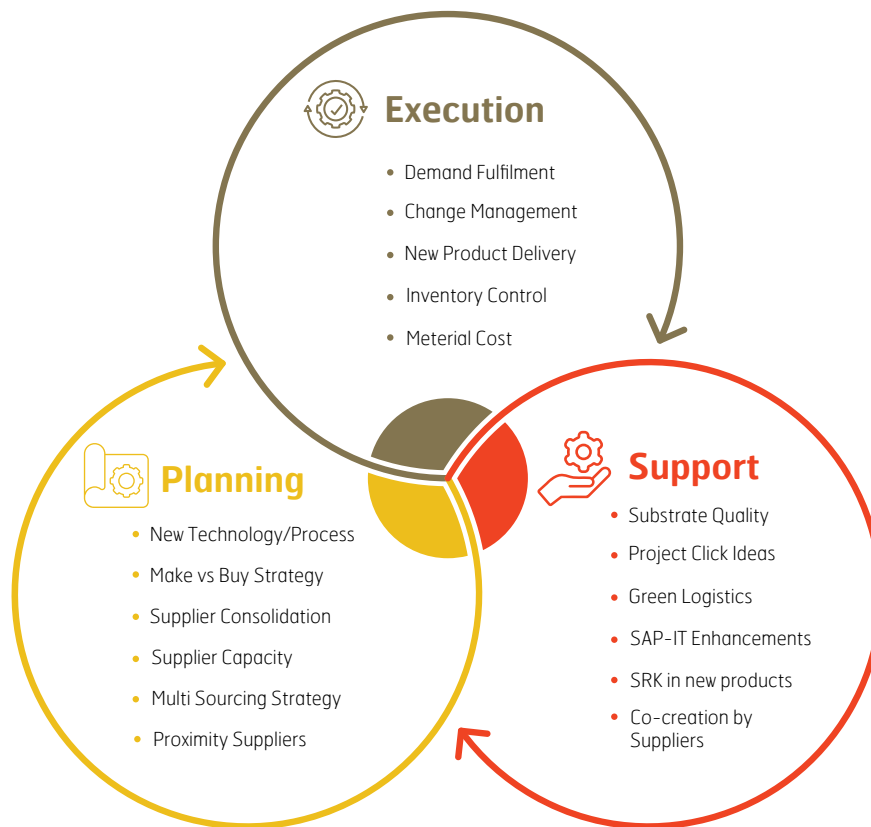 Execution
Demand Fulfilment
Change Management
New Product Delivery
Inventory Control
Meterial Cost
Planning
New Technology/Process
Make vs Buy Strategy
Supplier Consolidation
Supplier Capacity
Multi Sourcing Strategy
Proximity Suppliers
Support
Substrate Quality
Project Click Ideas
Green Logistics
SAP-IT Enhancements
SRK in new products
Co-creation by
Suppliers